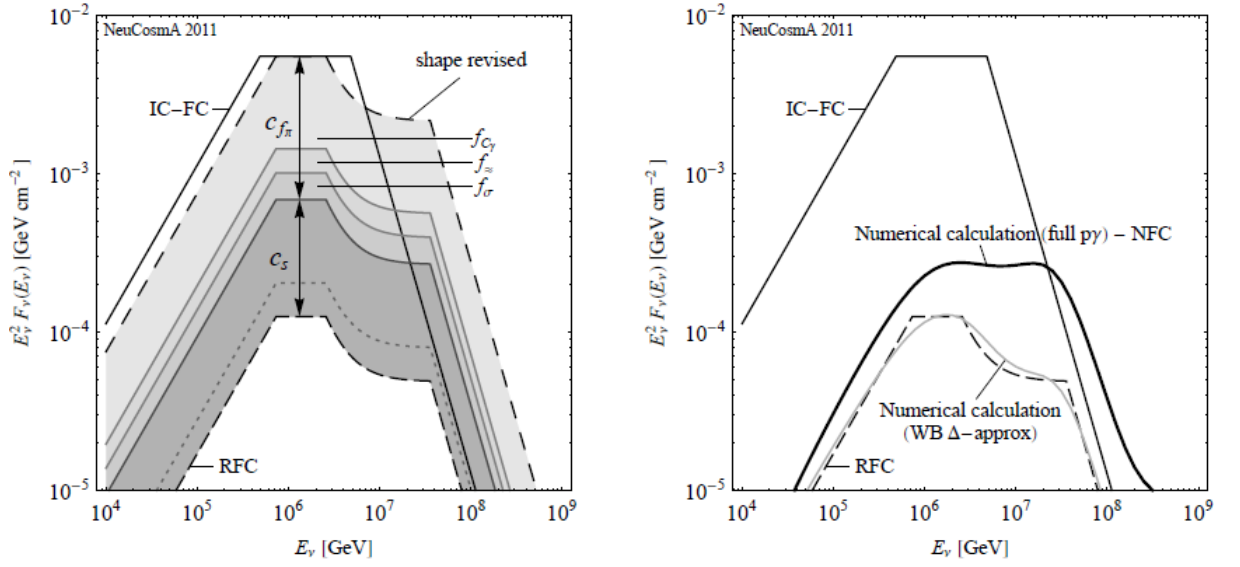 NeuCosmA 2011
shape revised
IC–FC
c_{f_π}
f_{C_γ}
f_≈
f_σ
c_s
RFC
10^{-2}
10^{-3}
10^{-4}
10^{-5}
E_ν^2 F_ν(E_ν) [GeV cm^{-2}]
10^4 10^5 10^6 10^7 10^8 10^9
E_ν [GeV]
NeuCosmA 2011
IC–FC
Numerical calculation (full pγ) – NFC
Numerical calculation
(WB Δ–approx)
RFC
10^{-2}
10^{-3}
10^{-4}
10^{-5}
E_ν^2 F_ν(E_ν) [GeV cm^{-2}]
10^4 10^5 10^6 10^7 10^8 10^9
E_ν [GeV]